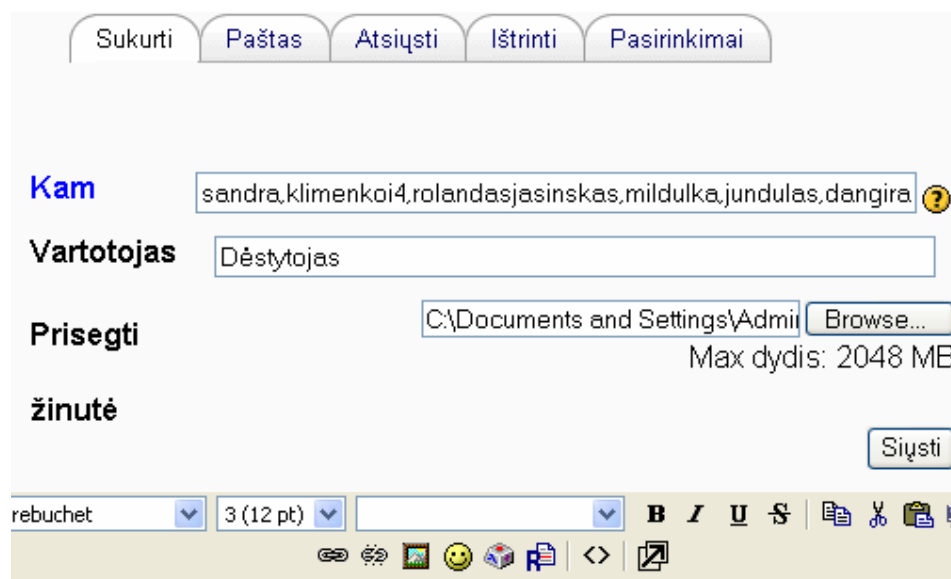 Sukurti Paštas Atsiųsti Ištrinti Pasirinkimai
Kam sandra,klimenkoi4,rolandasjasinskas,mildulka,jundulas,dangira
Vartotojas Dėstytojas
Prisegti C:\Documents and Settings\Admi Browse...
Max dydis: 2048 MB
žinutė
Siųsti
rebuchet 3 (12 pt) B I U S